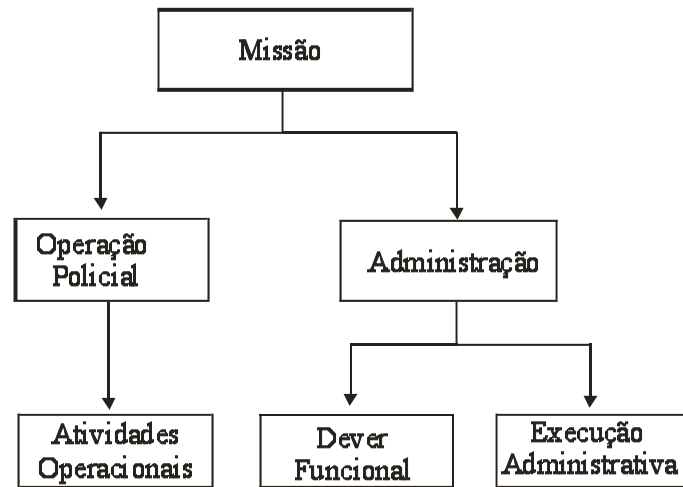 Missão
Operação
Policial
Administração
Atividades
Operacionais
Dever
Funcional
Execução
Administrativa